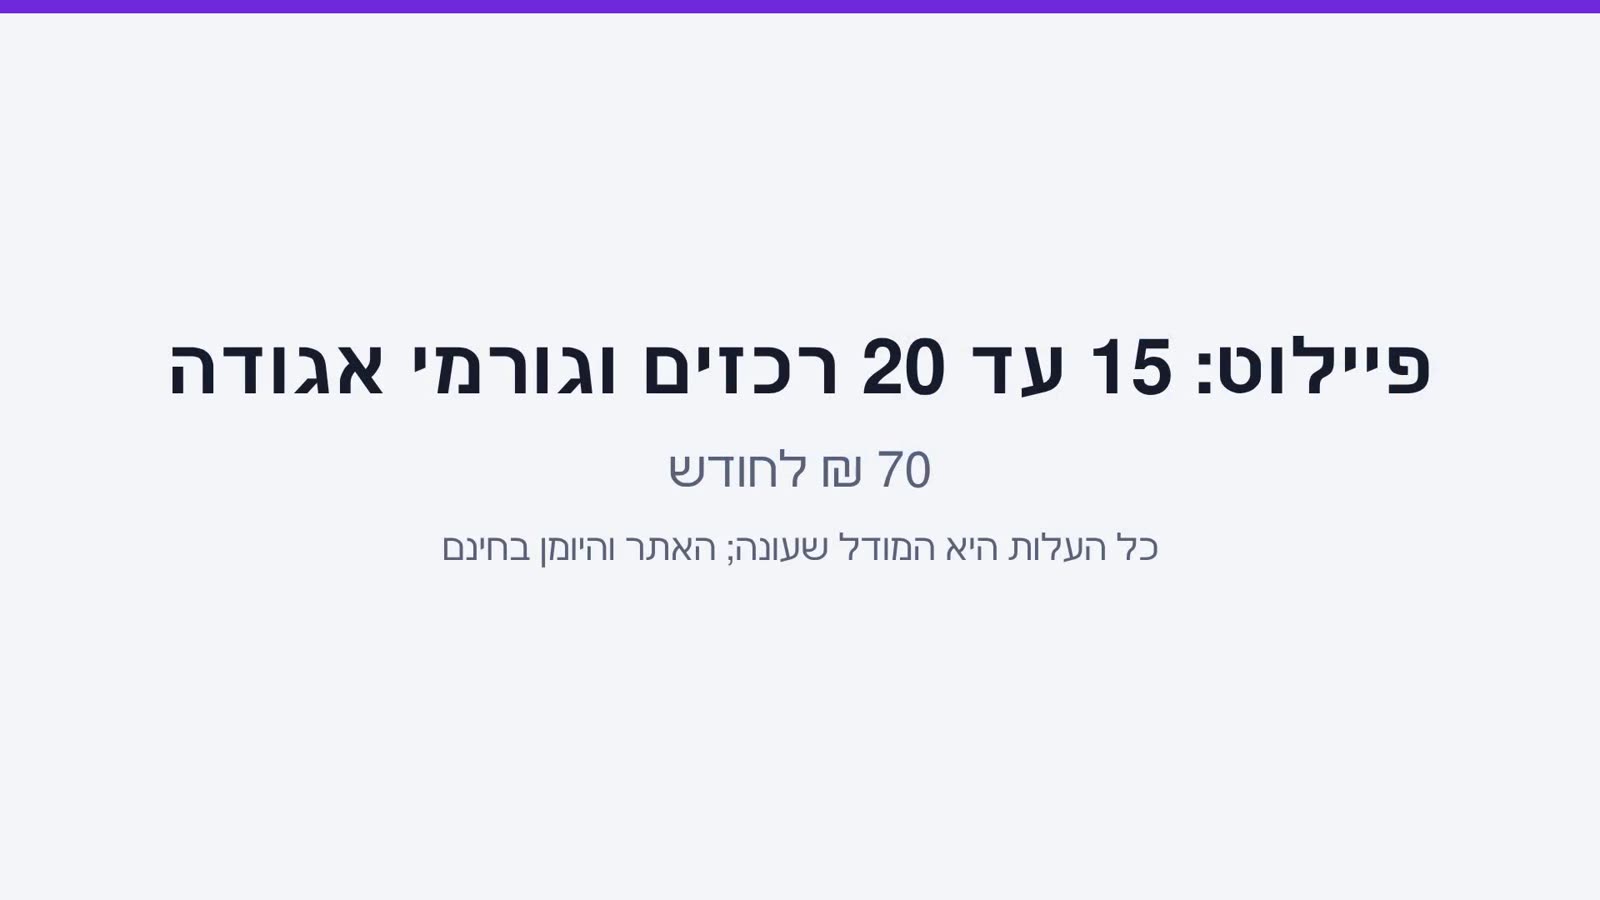 פיילוט: 15 עד 20 רכזים וגורמי אגודה
70 ₪ לחודש
כל העלות היא המודל שעונה; האתר והיומן בחינם